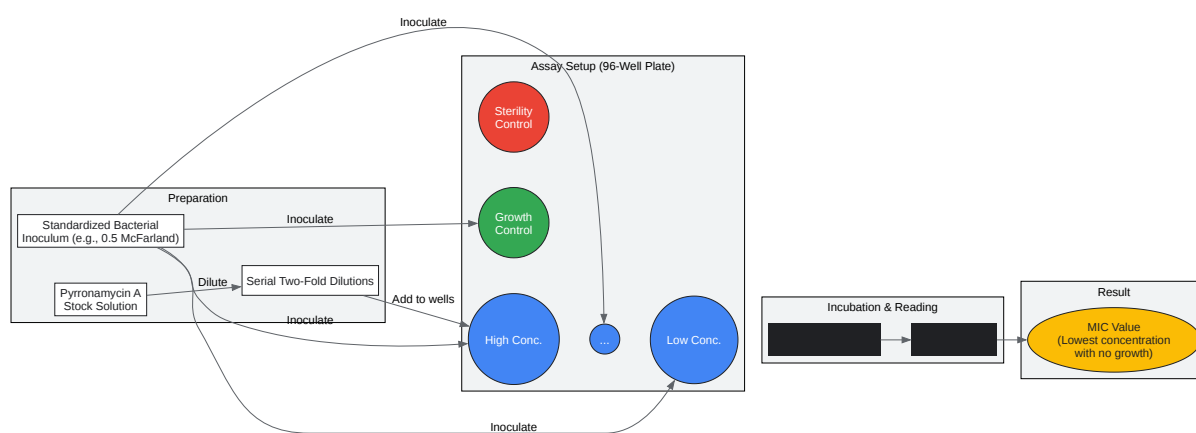 Inoculate
Assay Setup (96-Well Plate)
Sterility
Control
Preparation
Standardized Bacterial
Inoculum (e.g., 0.5 McFarland)
Inoculate
Growth
Control
Pyrronamycin A
Stock Solution
Dilute
Serial Two-Fold Dilutions
Add to wells
Inoculate
High Conc.
...
Low Conc.
Inoculate
Incubation & Reading
Result
MIC Value
(Lowest concentration
with no growth)